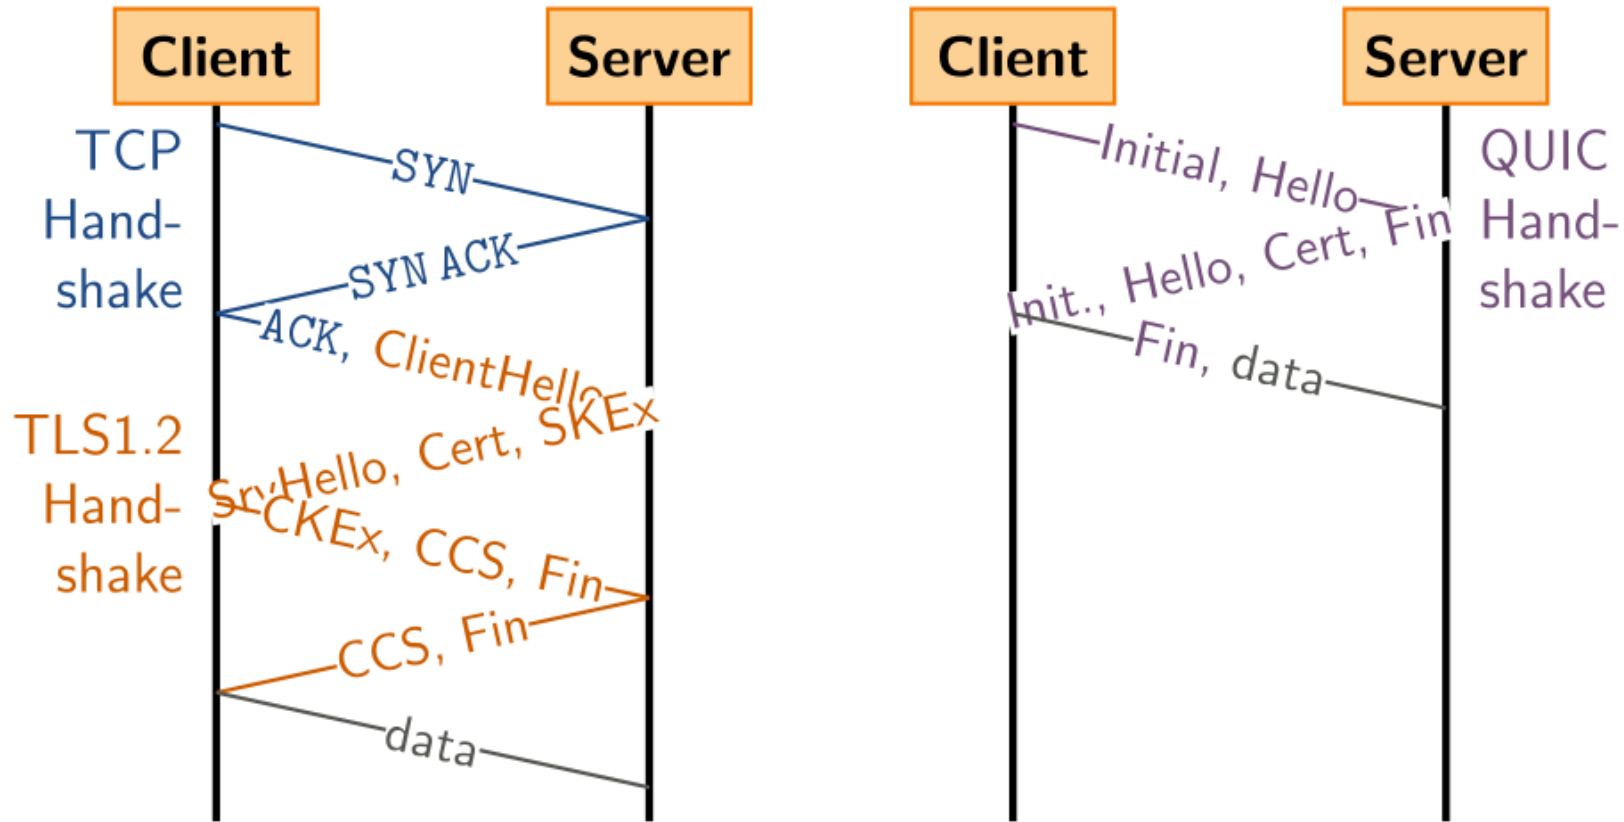 Client
Server
TCP
Hand-
shake
SYN
SYN ACK
ACK, ClientHello
TLS1.2
Hand-
shake
SrvHello, Cert, SKEx
CKEx, CCS, Fin
CCS, Fin
data
Client
Server
QUIC
Hand-
shake
Initial, Hello
Init., Hello, Cert, Fin
Fin, data